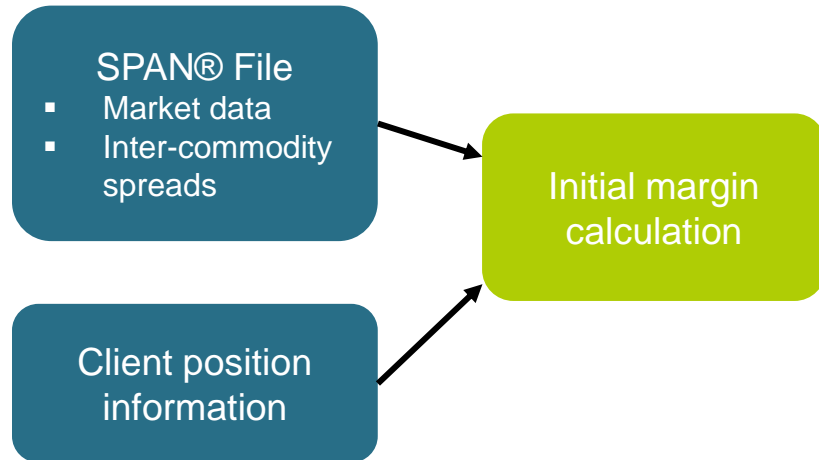 SPAN® File
▪ Market data
▪ Inter-commodity
spreads
Initial margin
calculation
Client position
information